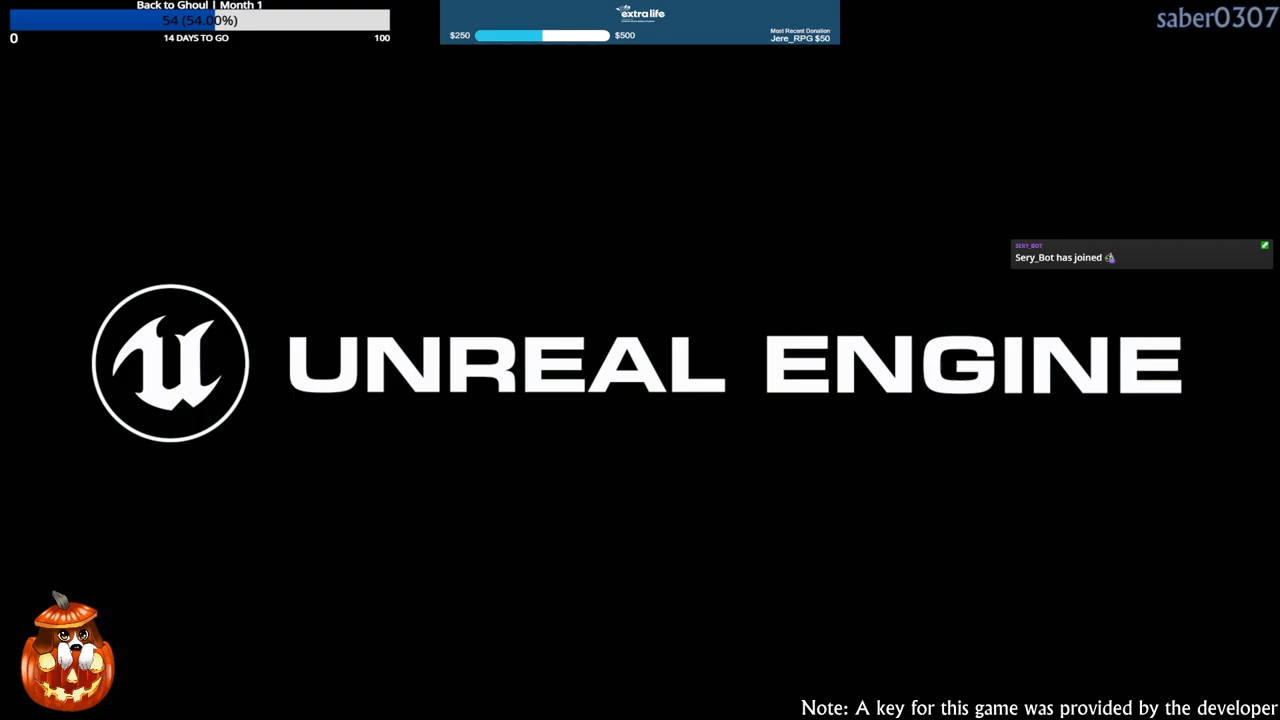 Back to Ghoul | Month 1
54 (54.00%)
0
14 DAYS TO GO
100
extralife
$250
$500
Most Recent Donation
Jere_RPG $50
saber0307
SERY_BOT
Sery_Bot has joined
UNREAL ENGINE
Note: A key for this game was provided by the developer